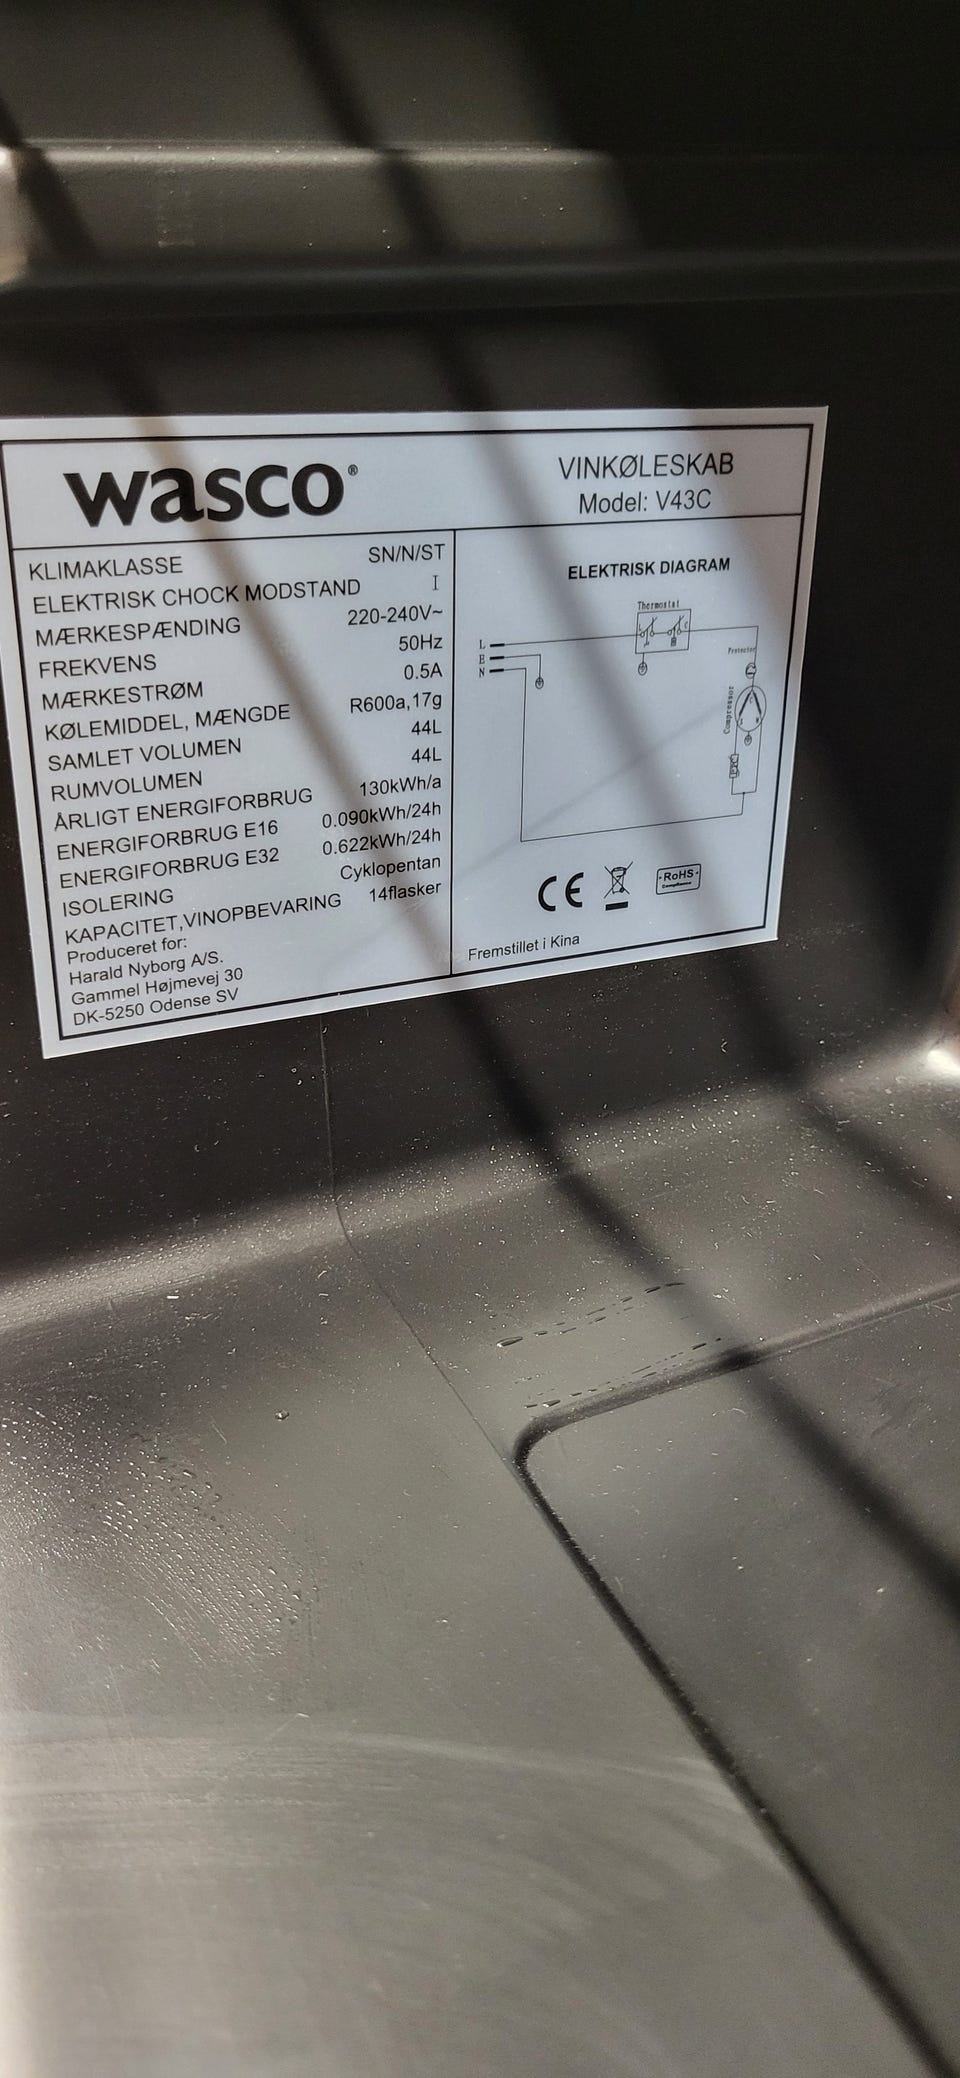 wasco®
VINKØLESKAB
Model: V43C
KLIMAKLASSE SN/N/ST
ELEKTRISK CHOCK MODSTAND I
MÆRKESPÆNDING 220-240V~
FREKVENS 50Hz
MÆRKESTRØM 0.5A
KØLEMIDDEL, MÆNGDE R600a,17g
SAMLET VOLUMEN 44L
RUMVOLUMEN 44L
ÅRLIGT ENERGIFORBRUG 130kWh/a
ENERGIFORBRUG E16 0.090kWh/24h
ENERGIFORBRUG E32 0.622kWh/24h
ISOLERING Cyklopentan
KAPACITET,VINOPBEVARING 14flasker
Produceret for:
Harald Nyborg A/S.
Gammel Højmevej 30
DK-5250 Odense SV
ELEKTRISK DIAGRAM
Thermostat
L
E
N
Protector
Compressor
CE
RoHS
Compliance
Fremstillet i Kina